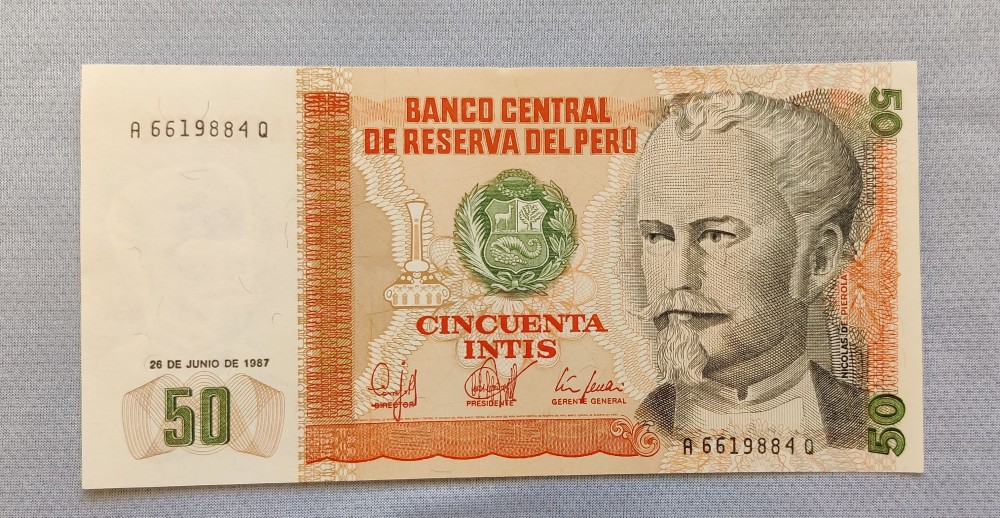 A 6619884 Q
BANCO CENTRAL
DE RESERVA DEL PERÚ
50
CINCUENTA
INTIS
26 DE JUNIO DE 1987
50
DIRECTOR
PRESIDENTE
GERENTE GENERAL
NICOLAS DE PIEROLA
A 6619884 Q
50